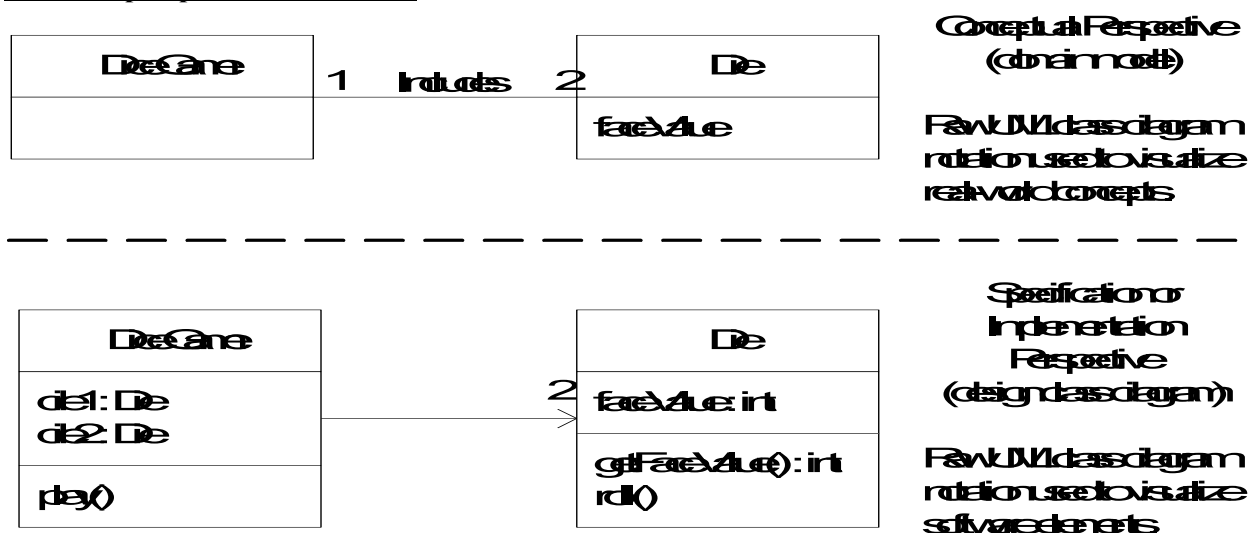 DiceGame
1 Includes 2
Die
faceValue
Conceptual Perspective
(domain model)
Raw UML class diagram
notation used to visualize
real-world concepts.
DiceGame
die1 : Die
die2 : Die
play()
2
Die
faceValue : int
getFaceValue() : int
roll()
Specification or
Implementation
Perspective
(design class diagram)
Raw UML class diagram
notation used to visualize
software elements.